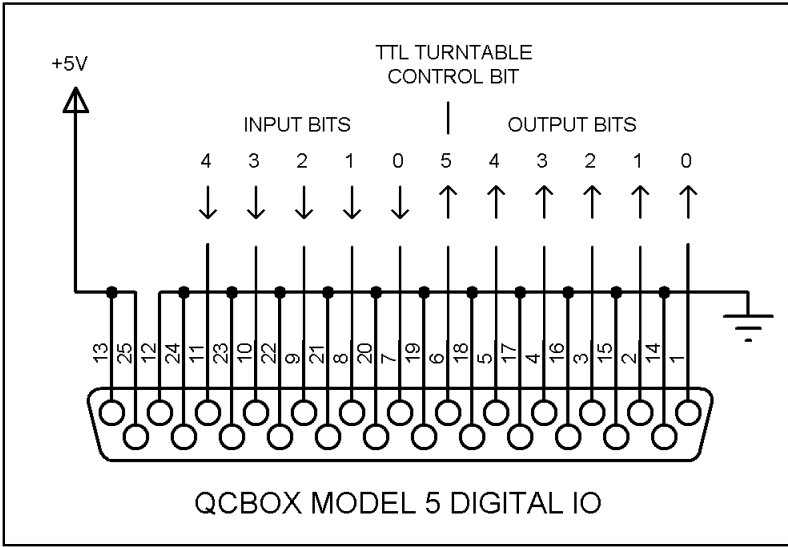 TTL TURNTABLE
CONTROL BIT
+5V
INPUT BITS OUTPUT BITS
4 3 2 1 0 5 4 3 2 1 0
13 25 12 24 11 23 10 22 9 21 8 20 7 19 6 18 5 17 4 16 3 15 2 14 1
QCBOX MODEL 5 DIGITAL IO